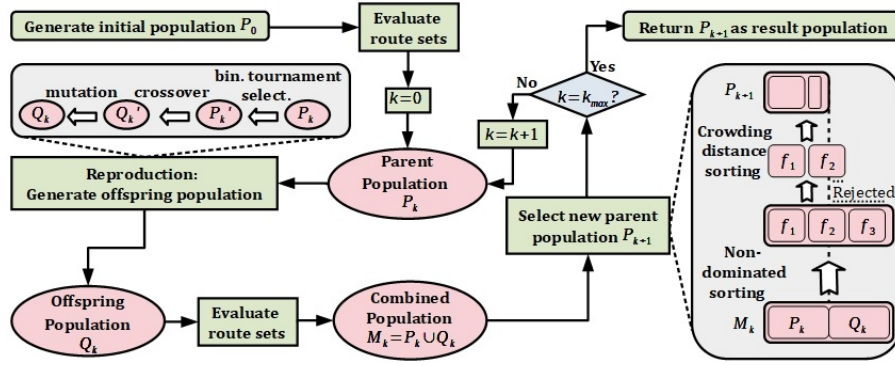 Generate initial population P₀
Evaluate
route sets
k=0
Return Pₖ₊₁ as result population
Yes
No
k=kₘₐₓ?
k=k+1
bin. tournament
select.
crossover
mutation
Qₖ
Qₖ'
Pₖ'
Pₖ
Reproduction:
Generate offspring population
Parent
Population
Pₖ
Offspring
Population
Qₖ
Evaluate
route sets
Combined
Population
Mₖ=Pₖ∪Qₖ
Select new parent
population Pₖ₊₁
Pₖ₊₁
Crowding
distance
sorting
f₁
f₂
Rejected
f₁
f₂
f₃
Non-
dominated
sorting
Mₖ
Pₖ
Qₖ